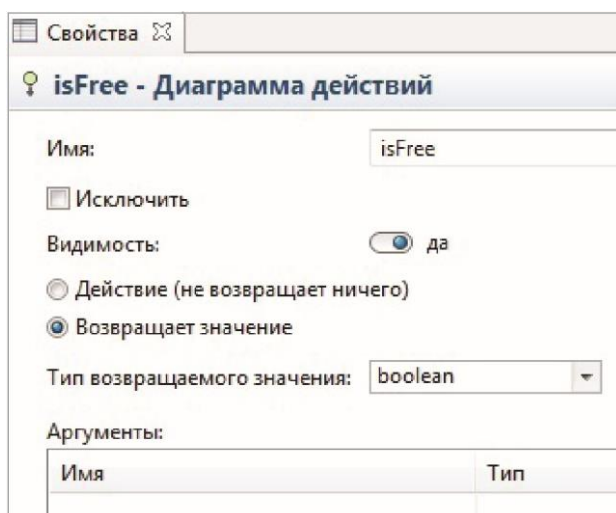 Свойства
isFree - Диаграмма действий
Имя: isFree
Исключить
Видимость: да
Действие (не возвращает ничего)
Возвращает значение
Тип возвращаемого значения: boolean
Аргументы:
Имя Тип